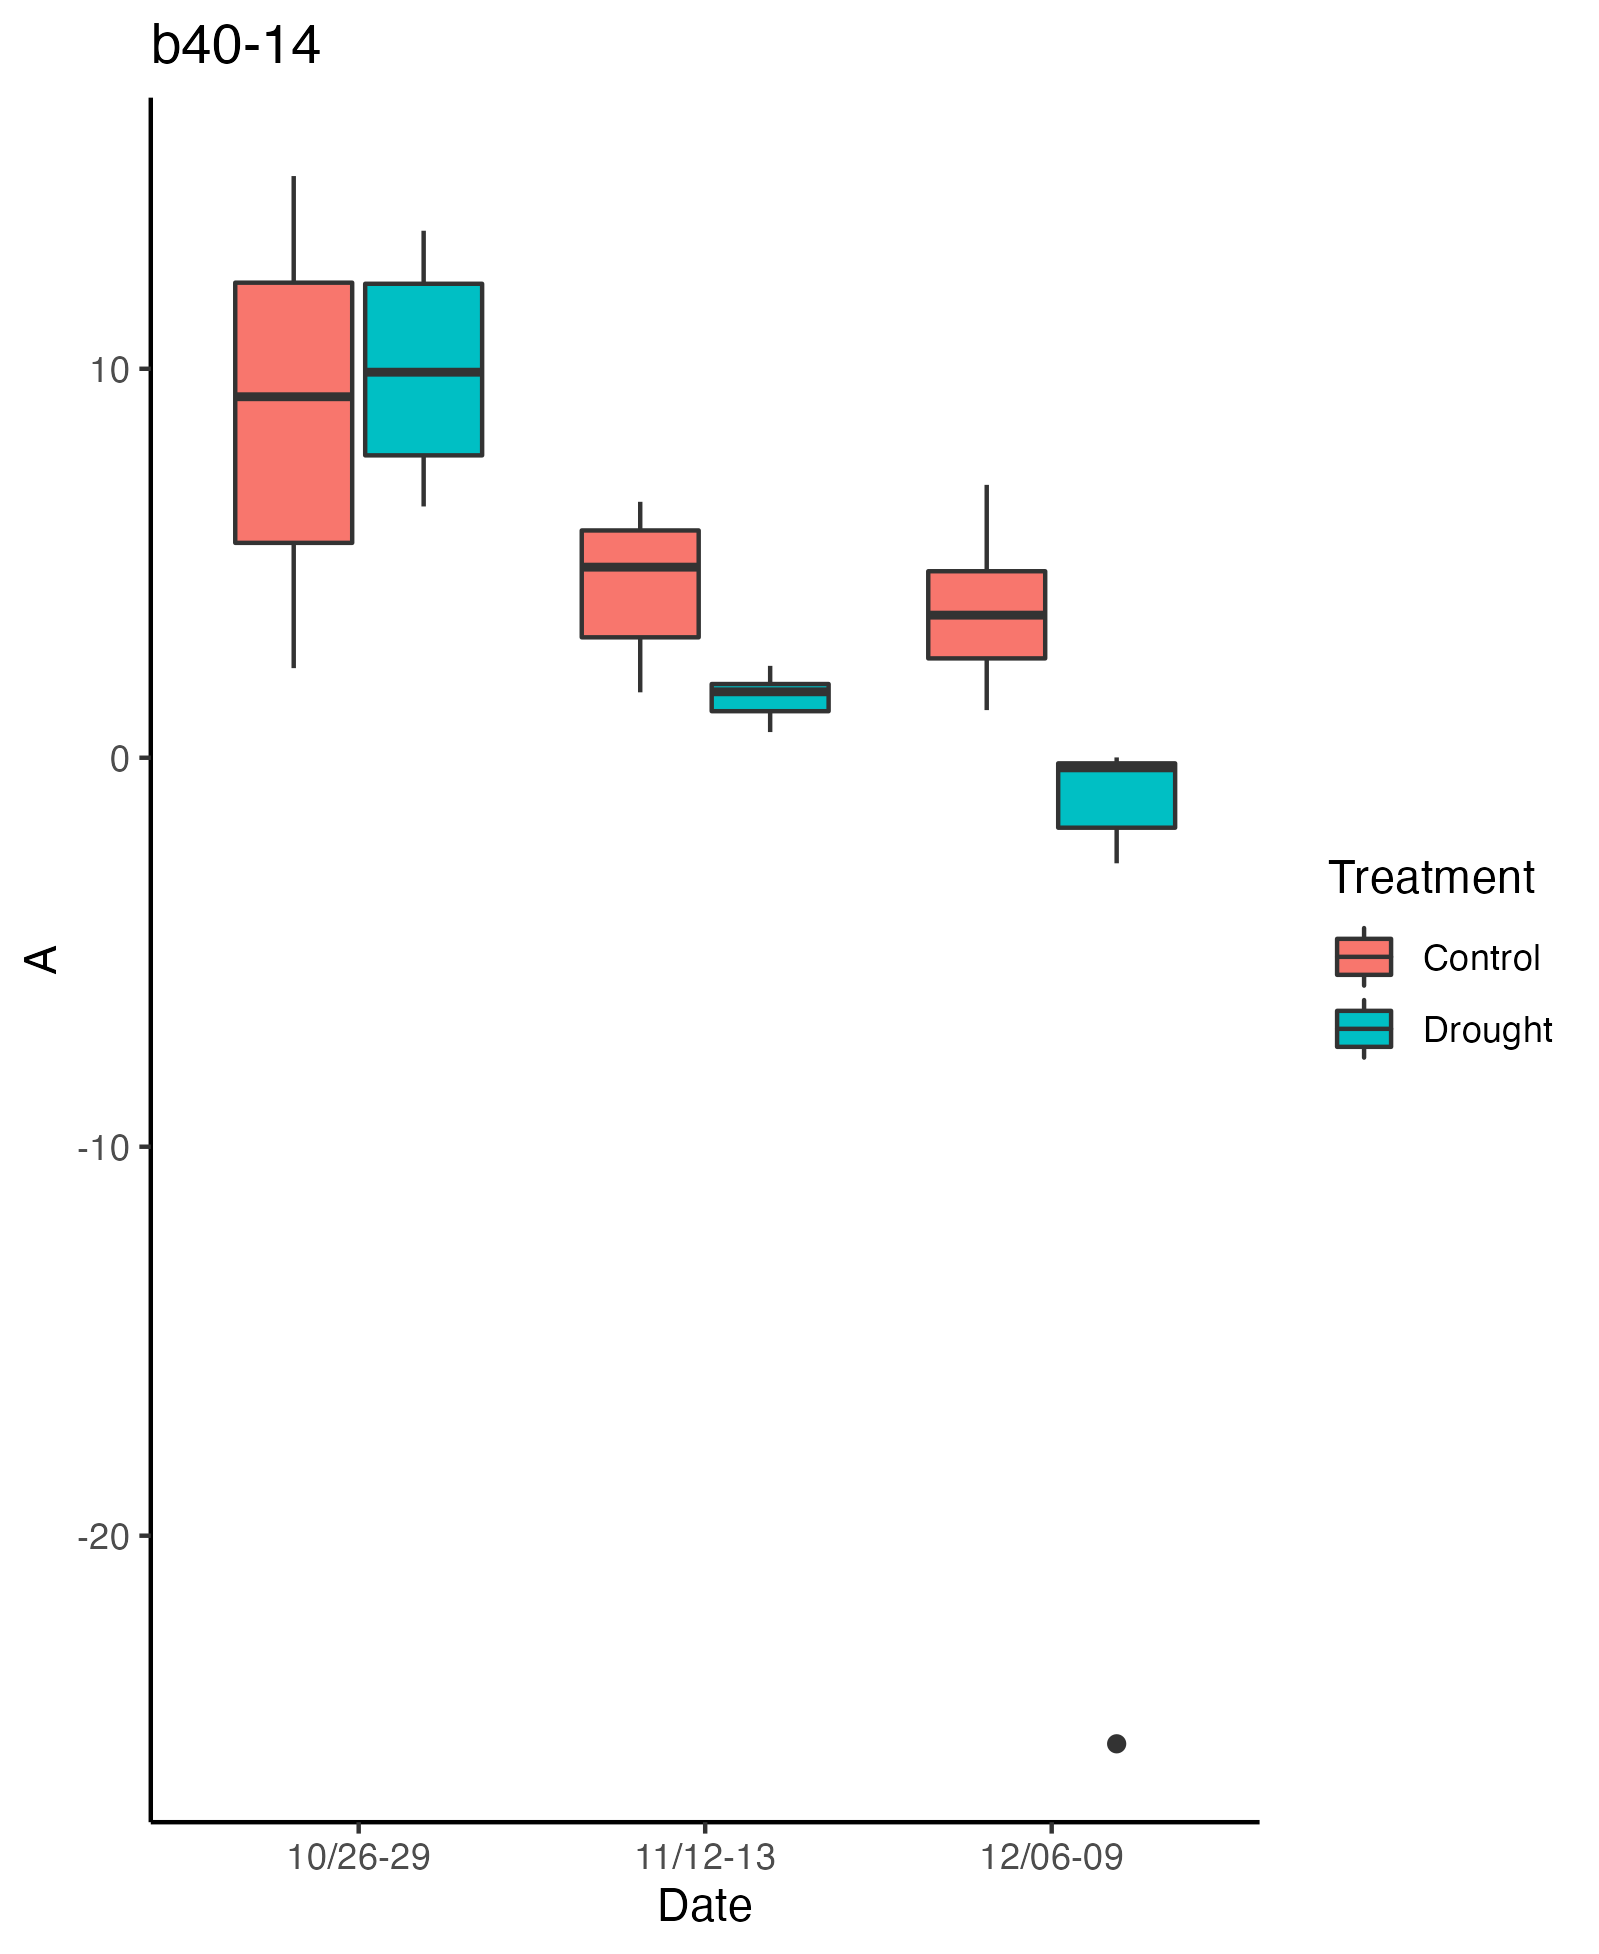 b40-14
10
0
-10
-20
A
10/26-29
11/12-13
12/06-09
Date
Treatment
Control
Drought